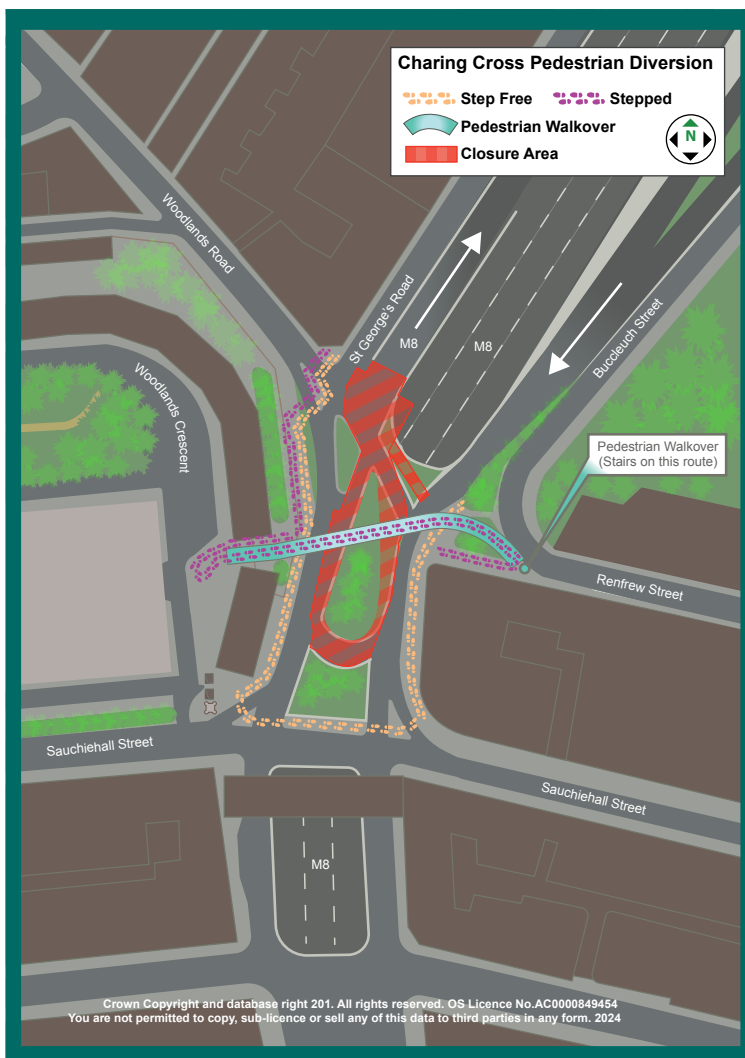 Charing Cross Pedestrian Diversion
Step Free
Stepped
Pedestrian Walkover
Closure Area
N
Woodlands Road
St George's Road
M8
M8
Buccleuch Street
Woodlands Crescent
Pedestrian Walkover
(Stairs on this route)
Renfrew Street
Sauchiehall Street
Sauchiehall Street
M8
Crown Copyright and database right 201. All rights reserved. OS Licence No.AC0000849454
You are not permitted to copy, sub-licence or sell any of this data to third parties in any form. 2024